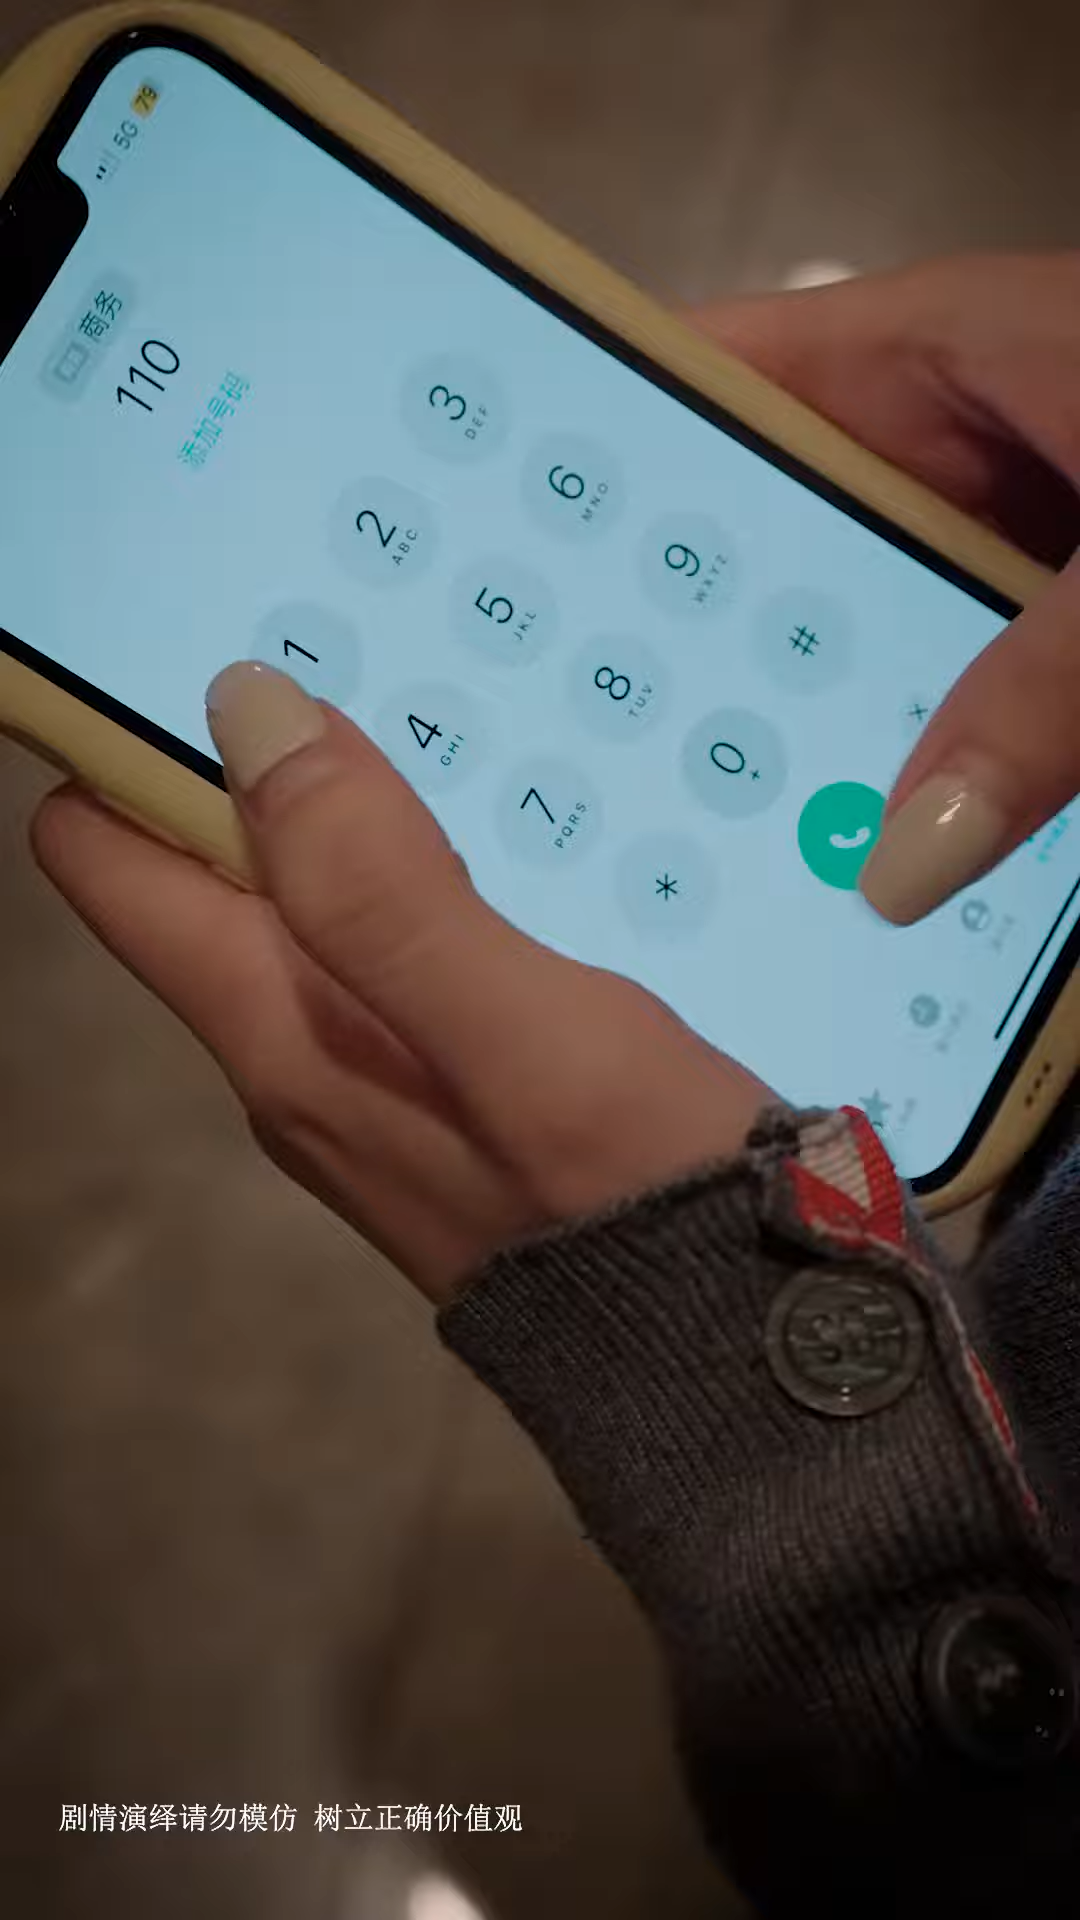 5G 79
商务
110
添加号码
1
2 ABC
3 DEF
4 GHI
5 JKL
6 MNO
7 PQRS
8 TUV
9 WXYZ
*
0 +
#
剧情演绎请勿模仿 树立正确价值观